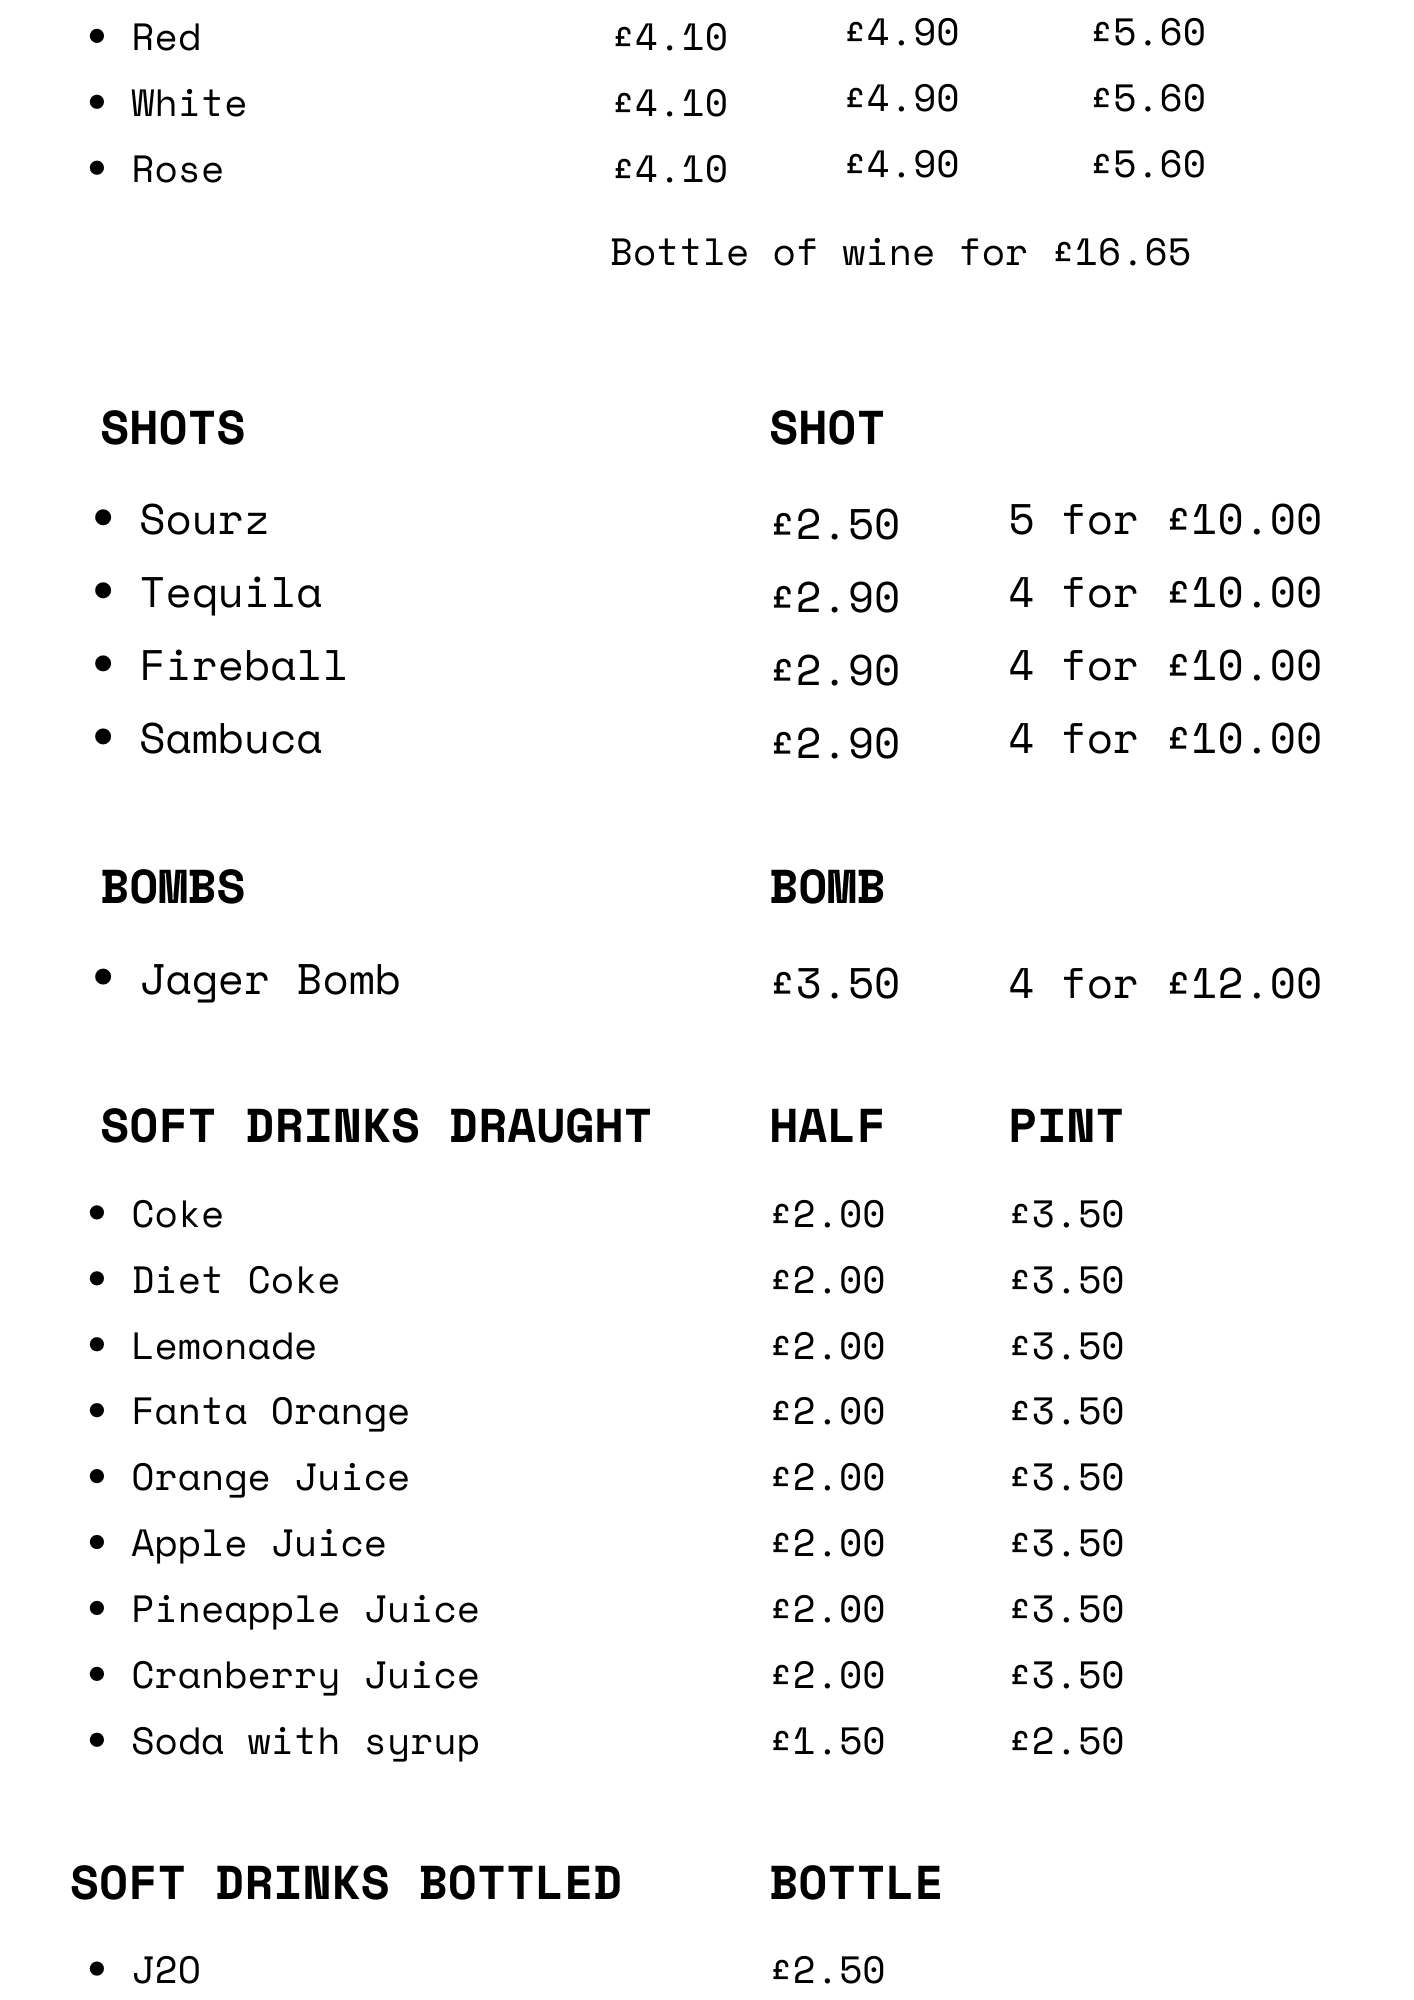 • Red £4.10 £4.90 £5.60
• White £4.10 £4.90 £5.60
• Rose £4.10 £4.90 £5.60
Bottle of wine for £16.65
SHOTS SHOT
• Sourz £2.50 5 for £10.00
• Tequila £2.90 4 for £10.00
• Fireball £2.90 4 for £10.00
• Sambuca £2.90 4 for £10.00
BOMBS BOMB
• Jager Bomb £3.50 4 for £12.00
SOFT DRINKS DRAUGHT HALF PINT
• Coke £2.00 £3.50
• Diet Coke £2.00 £3.50
• Lemonade £2.00 £3.50
• Fanta Orange £2.00 £3.50
• Orange Juice £2.00 £3.50
• Apple Juice £2.00 £3.50
• Pineapple Juice £2.00 £3.50
• Cranberry Juice £2.00 £3.50
• Soda with syrup £1.50 £2.50
SOFT DRINKS BOTTLED BOTTLE
• J2O £2.50